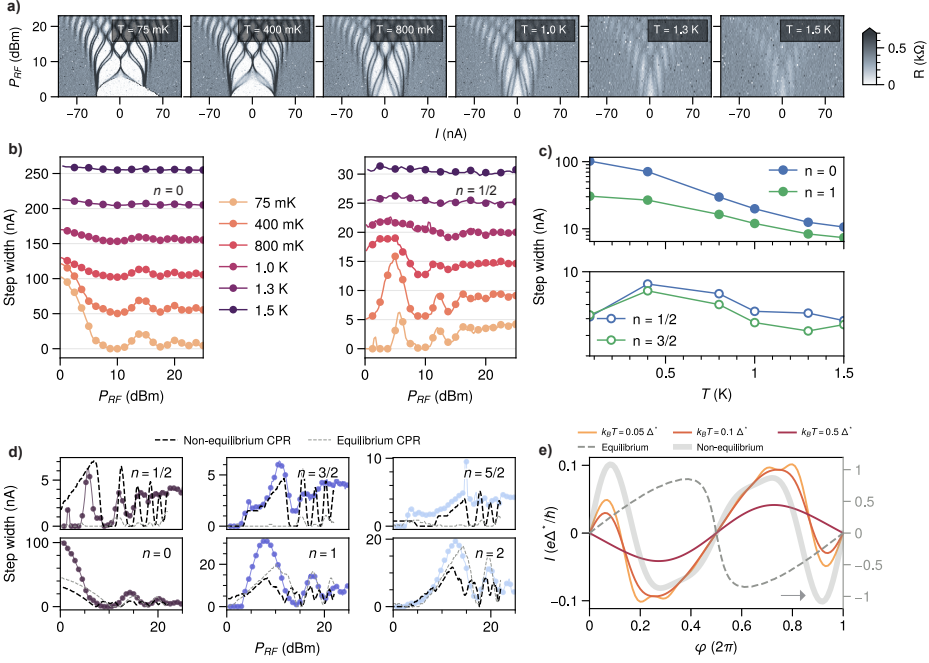 a)
P_RF (dBm)
20
10
0
T = 75 mK
T = 400 mK
T = 800 mK
T = 1.0 K
T = 1.3 K
T = 1.5 K
−70 0 70
−70 0 70
−70 0 70
−70 0 70
−70 0 70
−70 0 70
I (nA)
0.5
0
R (kΩ)
b)
Step width (nA)
250
200
150
100
50
0
n = 0
0 10 20
P_RF (dBm)
75 mK
400 mK
800 mK
1.0 K
1.3 K
1.5 K
30
25
20
15
10
5
0
n = 1/2
0 10 20
P_RF (dBm)
c)
Step width (nA)
100
10
n = 0
n = 1
10
n = 1/2
n = 3/2
0.5 1.0 1.5
T (K)
d)
Non-equilibrium CPR
Equilibrium CPR
Step width (nA)
5
0
n = 1/2
5
0
n = 3/2
10
5
0
n = 5/2
100
50
0
n = 0
0 10 20
20
10
0
n = 1
0 10 20
P_RF (dBm)
20
10
0
n = 2
0 10 20
k_BT = 0.05 Δ*
k_BT = 0.1 Δ*
k_BT = 0.5 Δ*
Equilibrium
Non-equilibrium
e)
I (eΔ*/ħ)
0.1
0
−0.1
1
0.5
0
−0.5
−1
0 0.2 0.4 0.6 0.8 1
φ (2π)